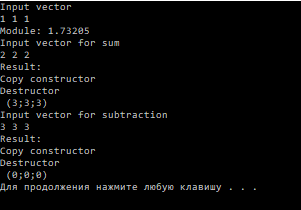 Input vector
1 1 1
Module: 1.73205
Input vector for sum
2 2 2
Result:
Copy constructor
Destructor
(3;3;3)
Input vector for subtraction
3 3 3
Result:
Copy constructor
Destructor
(0;0;0)
Для продолжения нажмите любую клавишу . . .